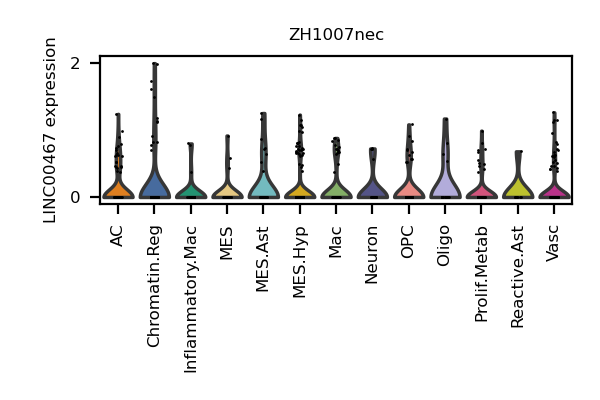 ZH1007nec
LINC00467 expression
2
0
AC
Chromatin.Reg
Inflammatory.Mac
MES
MES.Ast
MES.Hyp
Mac
Neuron
OPC
Oligo
Prolif.Metab
Reactive.Ast
Vasc